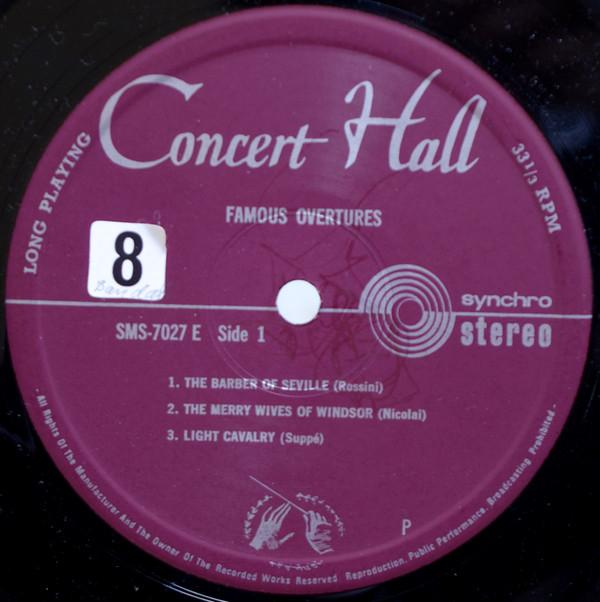 Concert Hall
LONG PLAYING
33 1/3 RPM
FAMOUS OVERTURES
8
synchro
stereo
SMS-7027 E Side 1
1. THE BARBER OF SEVILLE (Rossini)
2. THE MERRY WIVES OF WINDSOR (Nicolai)
3. LIGHT CAVALRY (Suppé)
P
All Rights Of The Manufacturer And The Owner Of The Recorded Works Reserved Reproduction. Public Performance. Broadcasting Prohibited